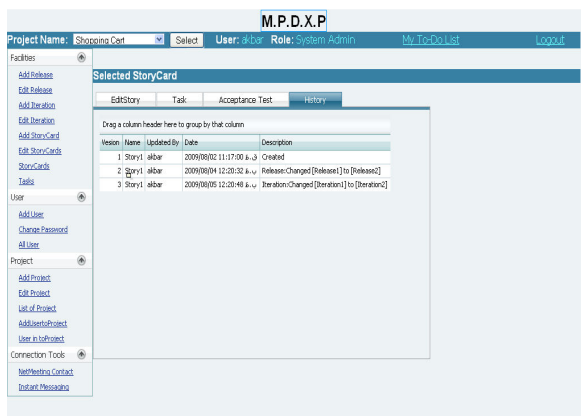 M.P.D.X.P
Project Name: Shopping Cart Select User: akbar Role: System Admin My To-Do List Logout
Facilities
Add Release
Edit Release
Add Iteration
Edit Iteration
Add StoryCard
Edit StoryCards
StoryCards
Tasks
User
Add User
Change Password
All User
Project
Add Protect
Edit Protect
List of Protect
AddUsertoProtect
User in toProtect
Connection Tools
NetMeeting Contact
Instant Messaging
Selected StoryCard
EditStory Task Acceptance Test History
Drag a column header here to group by that column
Vesion Name Updated By Date Description
1 Story1 akbar 2009/08/02 11:17:00 ق.ظ Created
2 Story1 akbar 2009/08/04 12:20:32 ب.ظ Release:Changed [Release1] to [Release2]
3 Story1 akbar 2009/08/05 12:20:48 ب.ظ Iteration:Changed [Iteration1] to [Iteration2]